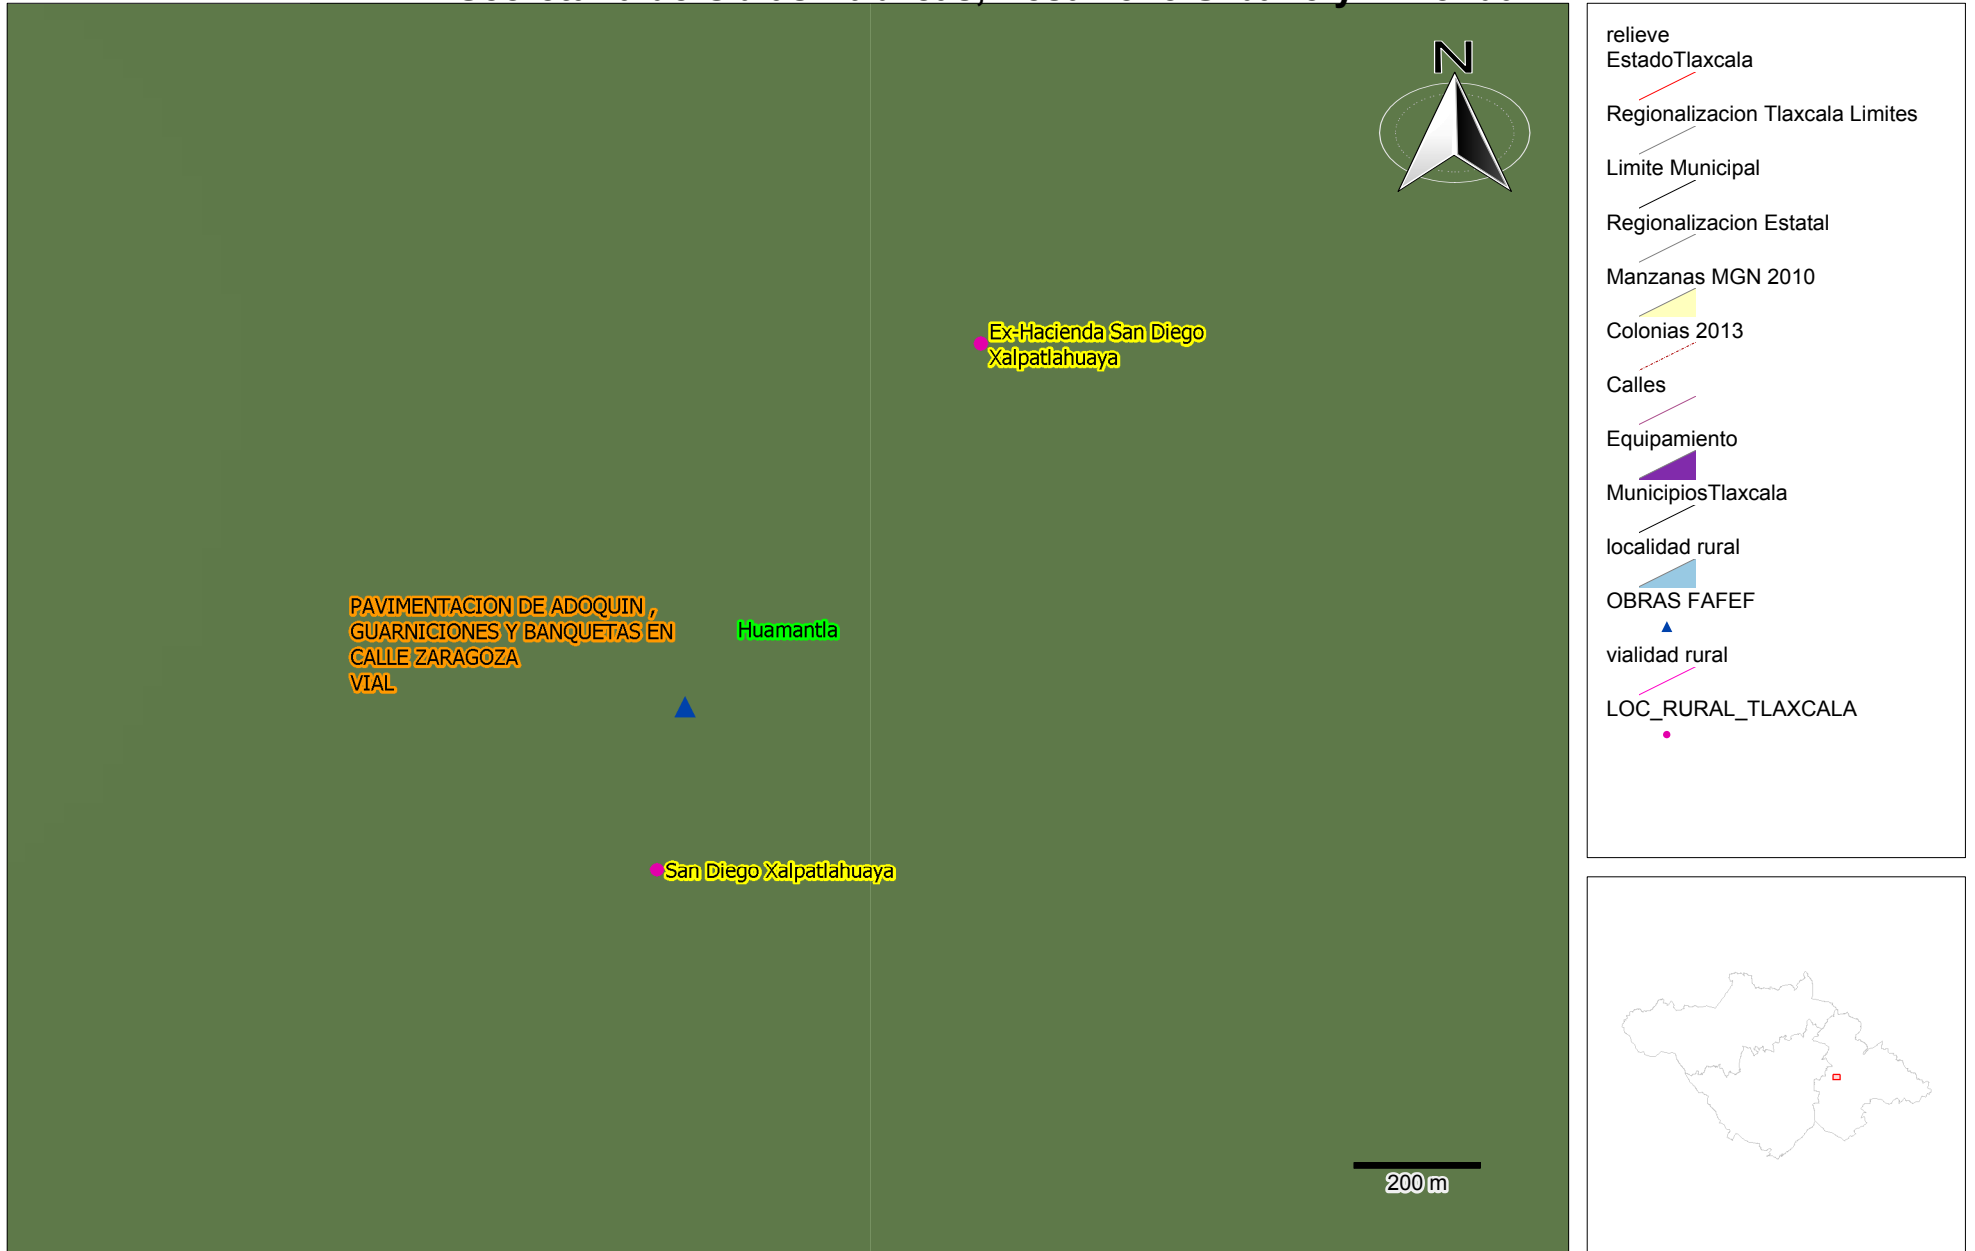 N
Ex-Hacienda San Diego
Xalpatlahuaya
PAVIMENTACION DE ADOQUIN ,
GUARNICIONES Y BANQUETAS EN
CALLE ZARAGOZA
VIAL
Huamantla
San Diego Xalpatlahuaya
200 m
relieve
EstadoTlaxcala
Regionalizacion Tlaxcala Limites
Limite Municipal
Regionalizacion Estatal
Manzanas MGN 2010
Colonias 2013
Calles
Equipamiento
MunicipiosTlaxcala
localidad rural
OBRAS FAFEF
vialidad rural
LOC_RURAL_TLAXCALA